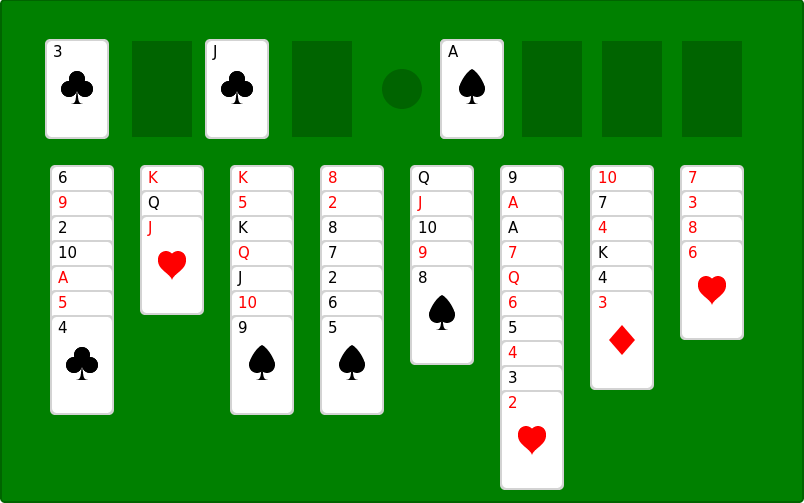 3 J A
6 K K 8 Q 9 10 7
9 Q 5 2 J A 7 3
2 J K 8 10 A 4 8
10 Q 7 9 7 K 6
A J 2 8 Q 4
5 10 6 6 3
4 9 5 5
4
3
2